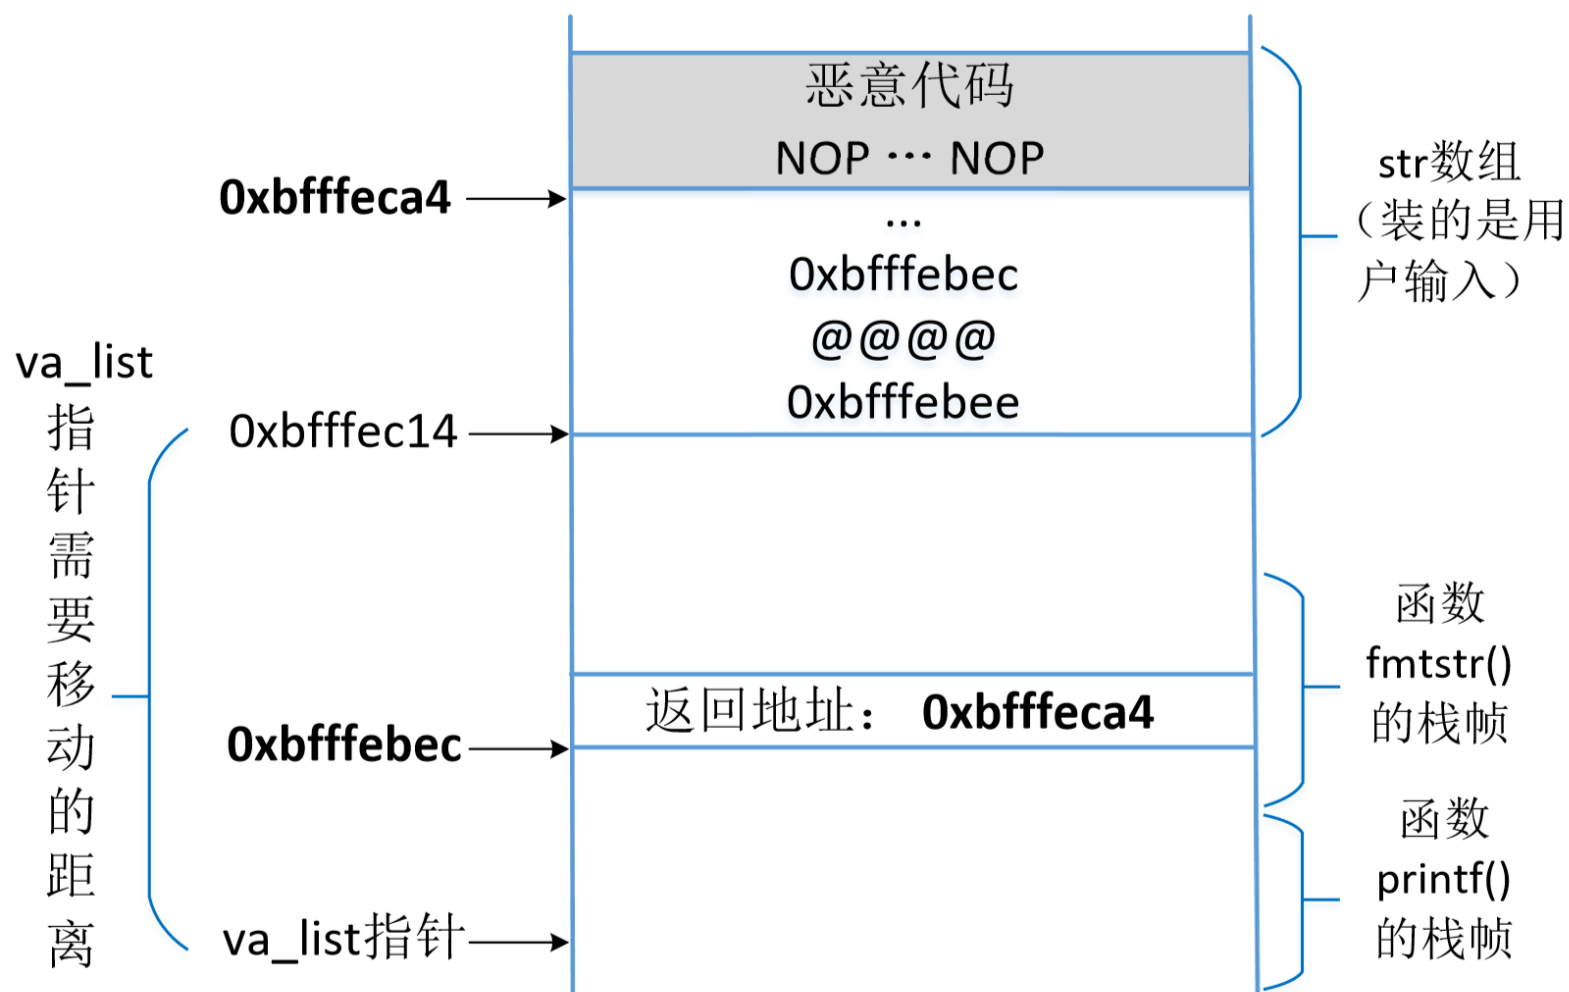 恶意代码
NOP ··· NOP
0xbfffeca4
...
0xbfffebec
@@@@
0xbfffebee
str数组
（装的是用
户输入）
va_list
指
针
需
要
移
动
的
距
离
0xbfffec14
返回地址： 0xbfffeca4
0xbfffebec
va_list指针
函数
fmtstr()
的栈帧
函数
printf()
的栈帧